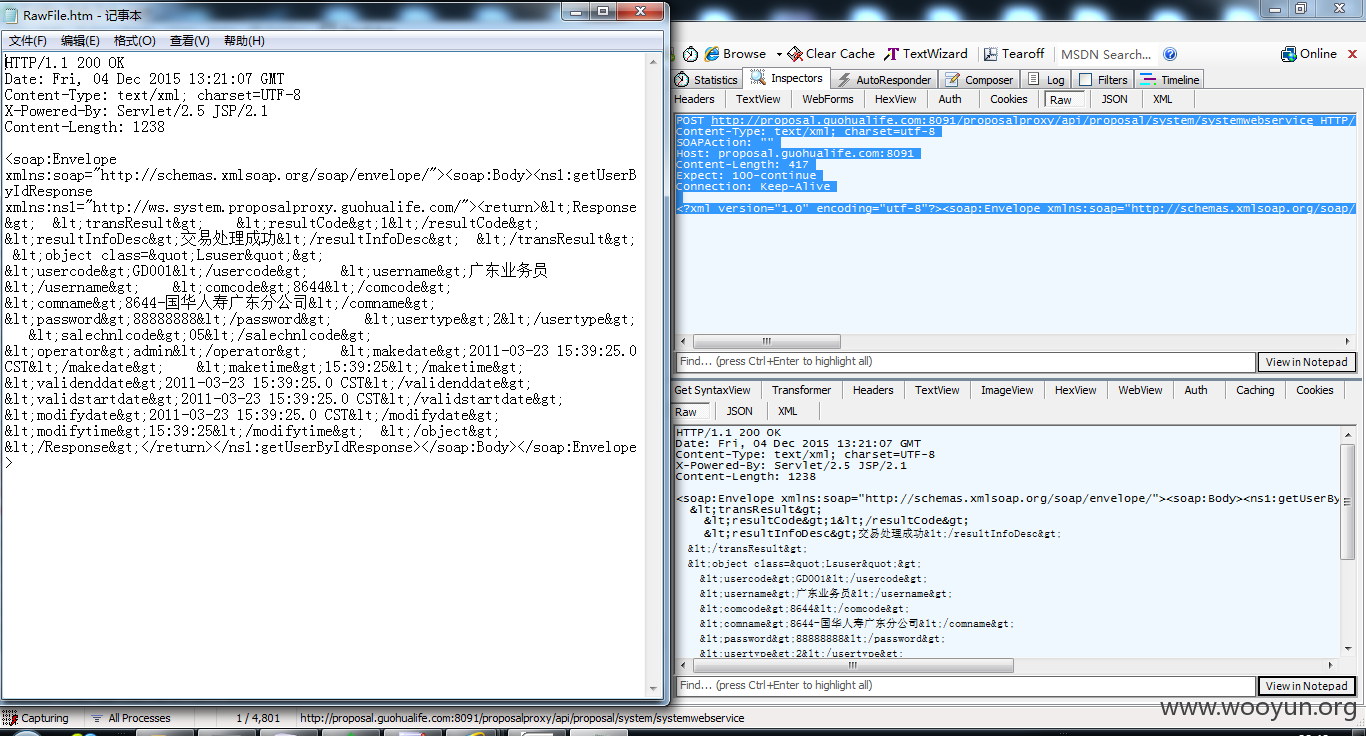 RawFile.htm - 记事本
文件(F) 编辑(E) 格式(O) 查看(V) 帮助(H)
HTTP/1.1 200 OK
Date: Fri, 04 Dec 2015 13:21:07 GMT
Content-Type: text/xml; charset=UTF-8
X-Powered-By: Servlet/2.5 JSP/2.1
Content-Length: 1238
<soap:Envelope
xmlns:soap="http://schemas.xmlsoap.org/soap/envelope/"><soap:Body><ns1:getUserB
yIdResponse
xmlns:ns1="http://ws.system.proposalproxy.guohualife.com/"><return>&lt;Response
&gt;  &lt;transResult&gt;    &lt;resultCode&gt;1&lt;/resultCode&gt;
&lt;resultInfoDesc&gt;交易处理成功&lt;/resultInfoDesc&gt;  &lt;/transResult&gt;
&lt;object class=&quot;Lsuser&quot;&gt;
&lt;usercode&gt;GD001&lt;/usercode&gt;    &lt;username&gt;广东业务员
&lt;/username&gt;    &lt;comcode&gt;8644&lt;/comcode&gt;
&lt;comname&gt;8644-国华人寿广东分公司&lt;/comname&gt;
&lt;password&gt;88888888&lt;/password&gt;    &lt;usertype&gt;2&lt;/usertype&gt;
&lt;salechnlcode&gt;05&lt;/salechnlcode&gt;
&lt;operator&gt;admin&lt;/operator&gt;    &lt;makedate&gt;2011-03-23 15:39:25.0
CST&lt;/makedate&gt;    &lt;maketime&gt;15:39:25&lt;/maketime&gt;
&lt;validenddate&gt;2011-03-23 15:39:25.0 CST&lt;/validenddate&gt;
&lt;validstartdate&gt;2011-03-23 15:39:25.0 CST&lt;/validstartdate&gt;
&lt;modifydate&gt;2011-03-23 15:39:25.0 CST&lt;/modifydate&gt;
&lt;modifytime&gt;15:39:25&lt;/modifytime&gt;  &lt;/object&gt;
&lt;/Response&gt;</return></ns1:getUserByIdResponse></soap:Body></soap:Envelope
>
Browse Clear Cache TextWizard Tearoff MSDN Search... Online
Statistics Inspectors AutoResponder Composer Log Filters Timeline
Headers TextView WebForms HexView Auth Cookies Raw JSON XML
POST http://proposal.guohualife.com:8091/proposalproxy/api/proposal/system/systemwebservice HTTP/
Content-Type: text/xml; charset=utf-8
SOAPAction: ""
Host: proposal.guohualife.com:8091
Content-Length: 417
Expect: 100-continue
Connection: Keep-Alive
<?xml version="1.0" encoding="utf-8"?><soap:Envelope xmlns:soap="http://schemas.xmlsoap.org/soap/
Find... (press Ctrl+Enter to highlight all) View in Notepad
Get SyntaxView Transformer Headers TextView ImageView HexView WebView Auth Caching Cookies
Raw JSON XML
HTTP/1.1 200 OK
Date: Fri, 04 Dec 2015 13:21:07 GMT
Content-Type: text/xml; charset=UTF-8
X-Powered-By: Servlet/2.5 JSP/2.1
Content-Length: 1238
<soap:Envelope xmlns:soap="http://schemas.xmlsoap.org/soap/envelope/"><soap:Body><ns1:getUserBy
&lt;transResult&gt;
&lt;resultCode&gt;1&lt;/resultCode&gt;
&lt;resultInfoDesc&gt;交易处理成功&lt;/resultInfoDesc&gt;
&lt;/transResult&gt;
&lt;object class=&quot;Lsuser&quot;&gt;
&lt;usercode&gt;GD001&lt;/usercode&gt;
&lt;username&gt;广东业务员&lt;/username&gt;
&lt;comcode&gt;8644&lt;/comcode&gt;
&lt;comname&gt;8644-国华人寿广东分公司&lt;/comname&gt;
&lt;password&gt;88888888&lt;/password&gt;
&lt;usertype&gt;2&lt;/usertype&gt;
Find... (press Ctrl+Enter to highlight all) View in Notepad
Capturing All Processes 1 / 4,801 http://proposal.guohualife.com:8091/proposalproxy/api/proposal/system/systemwebservice
www.wooyun.org